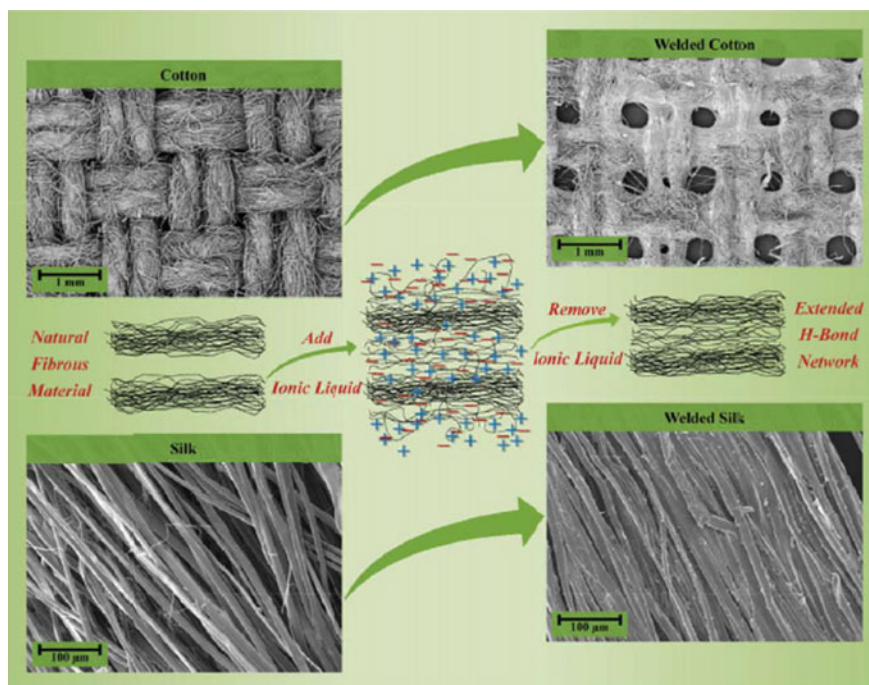 Cotton
1 mm
Welded Cotton
1 mm
Natural
Fibrous
Material
Add
Ionic Liquid
Remove
Ionic Liquid
Extended
H-Bond
Network
Silk
100 µm
Welded Silk
100 µm